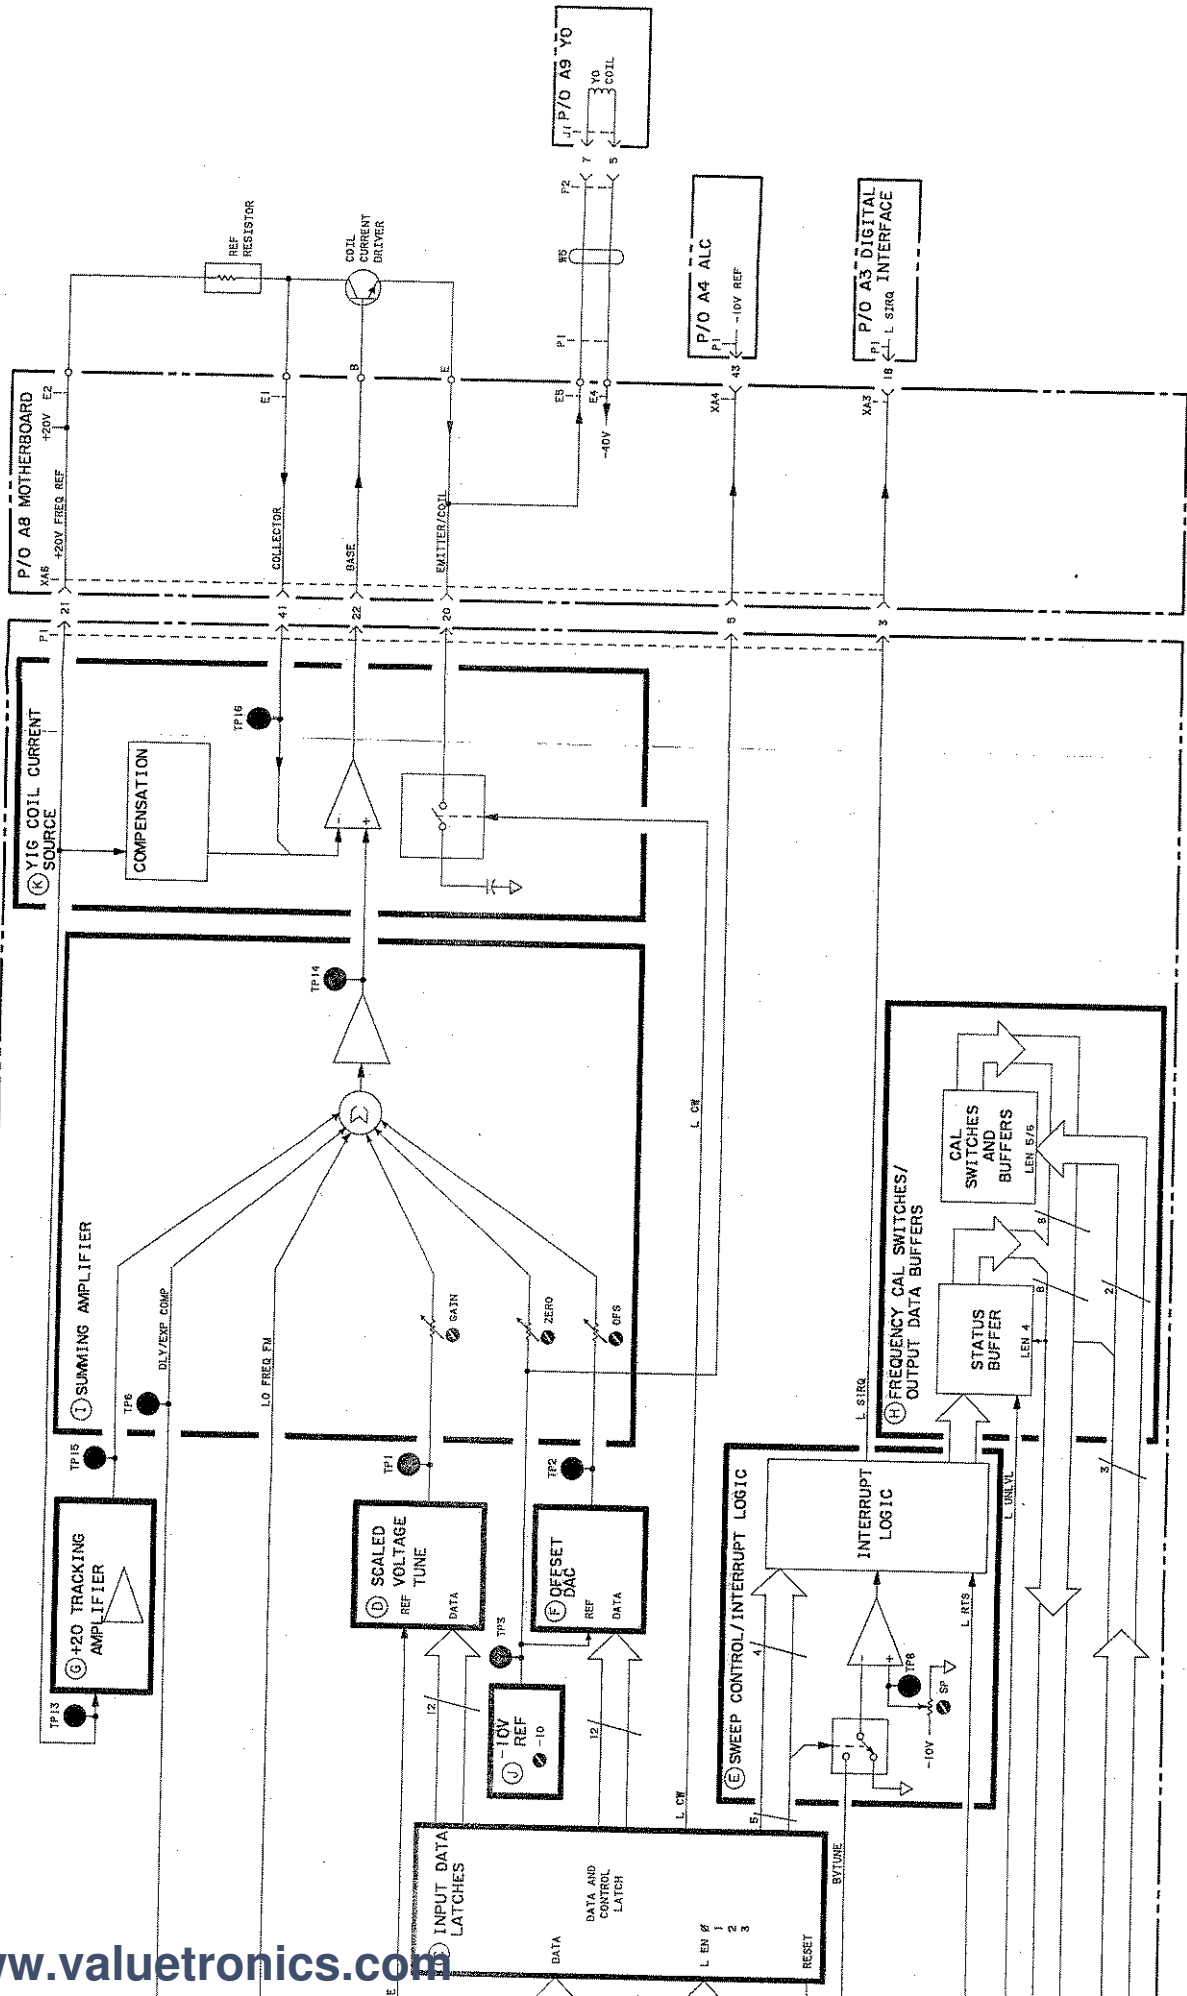 P/O A9 YO
J1
YO
COIL
7
5
P2
W5
P1
REF
RESISTOR
COIL
CURRENT
DRIVER
P/O A4 ALC
P1
-10V REF
43
XA4
P/O A3 DIGITAL
INTERFACE
P1
L SIRQ
18
XA3
P/O A8 MOTHERBOARD
E2
+20V
+20V FREQ REF
XA6
E1
COLLECTOR
B
BASE
E
EMITTER/COIL
E5
E4
-40V
P1
21
41
22
20
5
3
K YIG COIL CURRENT
SOURCE
COMPENSATION
TP16
-
+
L CW
I SUMMING AMPLIFIER
TP14
Σ
DLY/EXP COMP
LO FREQ FM
GAIN
ZERO
OFS
TP15
TP6
TP1
TP2
G +20 TRACKING
AMPLIFIER
TP13
D SCALED
VOLTAGE
TUNE
REF
DATA
12
F OFFSET
DAC
REF
DATA
12
TP3
J -10V
REF
-10
L CW
H FREQUENCY CAL SWITCHES/
OUTPUT DATA BUFFERS
CAL
SWITCHES
AND
BUFFERS
LEN 5/6
STATUS
BUFFER
LEN 4
8
8
2
3
L SIRQ
L UNLVL
E SWEEP CONTROL/INTERRUPT LOGIC
INTERRUPT
LOGIC
4
L RTS
-
+
TP8
SP
-10V
5
BVTUNE
C INPUT DATA
LATCHES
DATA AND
CONTROL
LATCH
DATA
L EN 0
1
2
3
RESET
E
ww.valuetronics.com